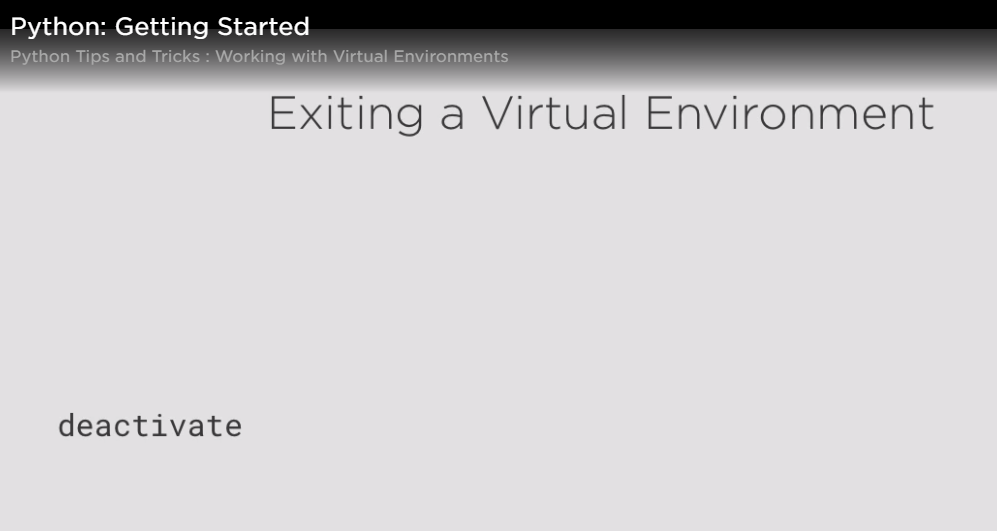 Python: Getting Started
Python Tips and Tricks : Working with Virtual Environments
Exiting a Virtual Environment
deactivate